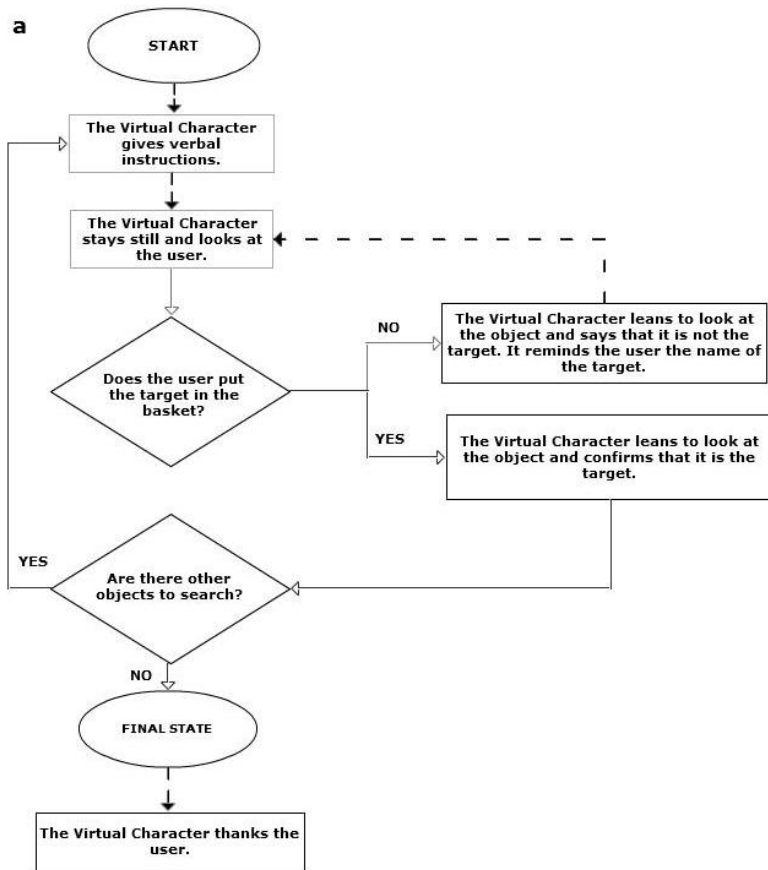 a
START
The Virtual Character
gives verbal
instructions.
The Virtual Character
stays still and looks at
the user.
Does the user put
the target in the
basket?
NO
The Virtual Character leans to look at
the object and says that it is not the
target. It reminds the user the name of
the target.
YES
The Virtual Character leans to look at
the object and confirms that it is the
target.
YES
Are there other
objects to search?
NO
FINAL STATE
The Virtual Character thanks the
user.